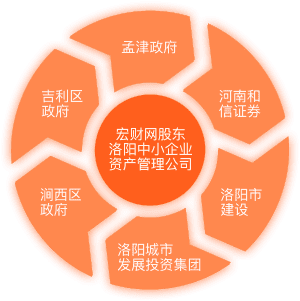 孟津政府
河南和
信证券
洛阳市
建设
洛阳城市
发展投资集团
涧西区
政府
吉利区
政府
宏财网股东
洛阳中小企业
资产管理公司